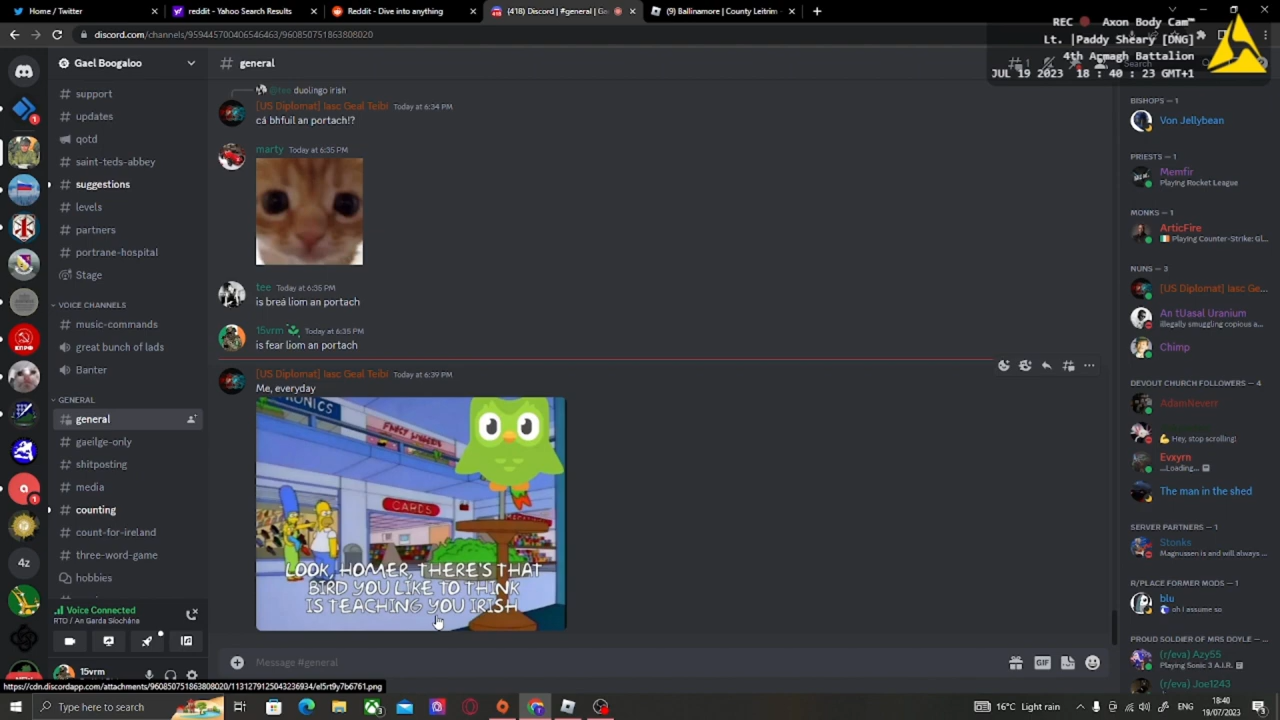 Home / Twitter
reddit - Yahoo Search Results
Reddit - Dive into anything
(418) Discord | #general | Ga
(9) Ballinamore | County Leitrim -
discord.com/channels/959445700406546463/960850751863808020
REC Axon Body Cam™
Lt. |Paddy Sheary [DNG]
4th Armagh Battalion
JUL 19 2023 18:40:23 GMT+1
Gael Boogaloo
# general
1
Search
support
updates
qotd
saint-teds-abbey
suggestions
levels
partners
portrane-hospital
Stage
VOICE CHANNELS
music-commands
great bunch of lads
Banter
GENERAL
general
gaeilge-only
shitposting
media
counting
count-for-ireland
three-word-game
hobbies
Voice Connected
RTO / An Garda Síochána
15vrm
4z
duolingo irish
[US Diplomat] Iasc Geal Teibí Today at 6:34 PM
cá bhfuil an portach!?
marty Today at 6:35 PM
tee Today at 6:35 PM
is breá liom an portach
15vrm Today at 6:35 PM
is fear liom an portach
[US Diplomat] Iasc Geal Teibí Today at 6:39 PM
Me, everyday
FANCY
CARDS
LOOK, HOMER, THERE'S THAT
BIRD YOU LIKE TO THINK
IS TEACHING YOU IRISH
Message #general
GIF
BISHOPS — 1
Von Jellybean
PRIESTS — 1
Memfir
Playing Rocket League
MONKS — 1
ArticFire
Playing Counter-Strike: Gl...
NUNS — 3
[US Diplomat] Iasc Ge...
An tUasal Uranium
illegally smuggling copious a...
Chimp
DEVOUT CHURCH FOLLOWERS — 4
AdamNeverr
Hey, stop scrolling!
Evxyrn
...Loading...
The man in the shed
SERVER PARTNERS — 1
Stonks
Magnussen is and will always ...
R/PLACE FORMER MODS — 1
blu
oh I assume so
PROUD SOLDIER OF MRS DOYLE — ...
(r/eva) Azy55
Playing Sonic 3 A.I.R.
(r/eva) Joe1243
https://cdn.discordapp.com/attachments/960850751863808020/1131279125043236934/el5rt9y7b6761.png
Type here to search
16°C Light rain
ENG
18:40
19/07/2023